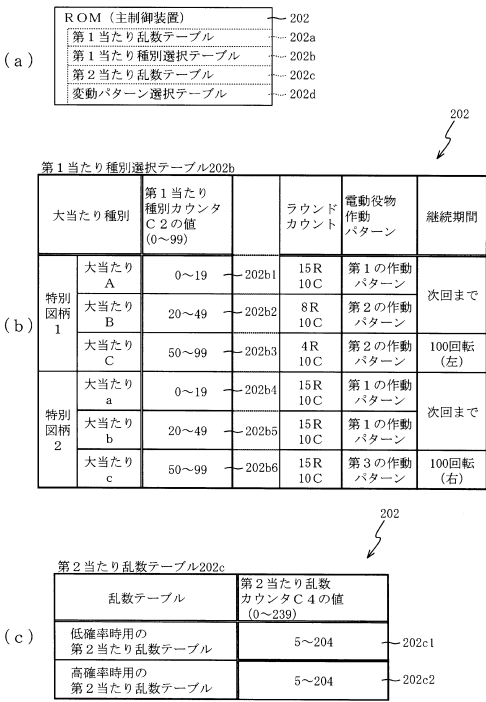 ＲＯＭ（主制御装置）
202
第１当たり乱数テーブル
202a
(a)
第１当たり種別選択テーブル
202b
第２当たり乱数テーブル
202c
変動パターン選択テーブル
202d
202
第１当たり種別選択テーブル202b
大当たり種別
第１当たり
種別カウンタ
Ｃ２の値
(0～99)
ラウンド
カウント
電動役物
作動
パターン
継続期間
(b)
特別
図柄
1
大当たり
A
0～19
202b1
15R
10C
第１の作動
パターン
次回まで
大当たり
B
20～49
202b2
8R
10C
第２の作動
パターン
大当たり
C
50～99
202b3
4R
10C
第２の作動
パターン
100回転
(左)
特別
図柄
2
大当たり
a
0～19
202b4
15R
10C
第１の作動
パターン
次回まで
大当たり
b
20～49
202b5
15R
10C
第１の作動
パターン
大当たり
c
50～99
202b6
15R
10C
第３の作動
パターン
100回転
(右)
202
第２当たり乱数テーブル202c
(c)
乱数テーブル
第２当たり乱数
カウンタＣ４の値
(0～239)
低確率時用の
第２当たり乱数テーブル
5～204
202c1
高確率時用の
第２当たり乱数テーブル
5～204
202c2